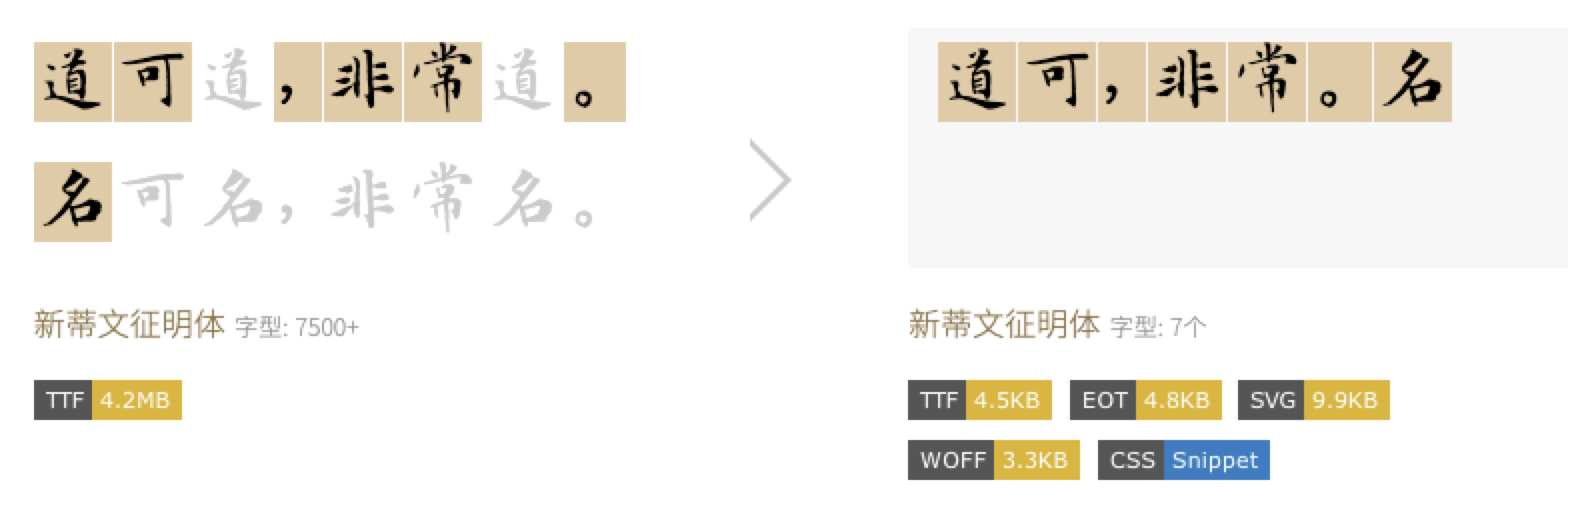 道可道，非常道。
名可名，非常名。
新蒂文征明体 字型: 7500+
TTF 4.2MB
道可，非常。名
新蒂文征明体 字型: 7个
TTF 4.5KB EOT 4.8KB SVG 9.9KB
WOFF 3.3KB CSS Snippet